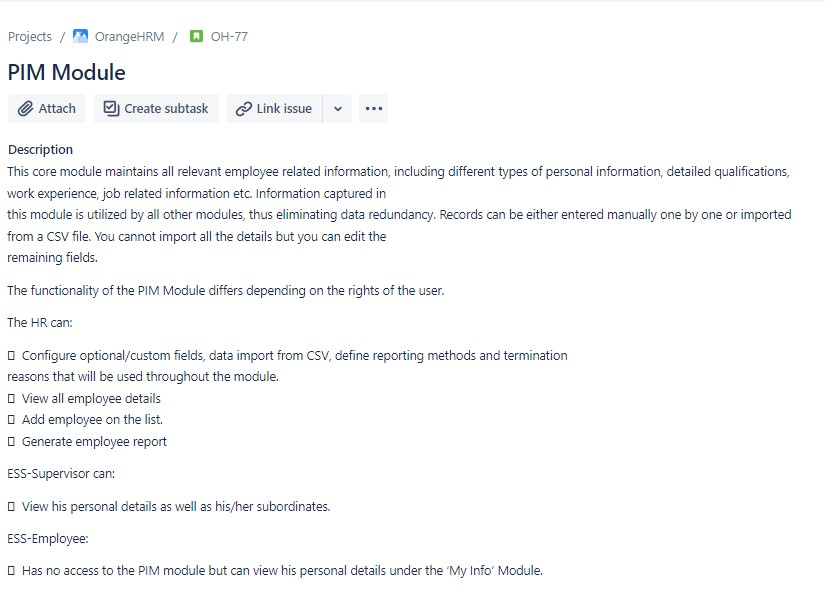 Projects / OrangeHRM / OH-77
PIM Module
Attach Create subtask Link issue
Description
This core module maintains all relevant employee related information, including different types of personal information, detailed qualifications,
work experience, job related information etc. Information captured in
this module is utilized by all other modules, thus eliminating data redundancy. Records can be either entered manually one by one or imported
from a CSV file. You cannot import all the details but you can edit the
remaining fields.
The functionality of the PIM Module differs depending on the rights of the user.
The HR can:
▯ Configure optional/custom fields, data import from CSV, define reporting methods and termination
reasons that will be used throughout the module.
▯ View all employee details
▯ Add employee on the list.
▯ Generate employee report
ESS-Supervisor can:
▯ View his personal details as well as his/her subordinates.
ESS-Employee:
▯ Has no access to the PIM module but can view his personal details under the ‘My Info’ Module.